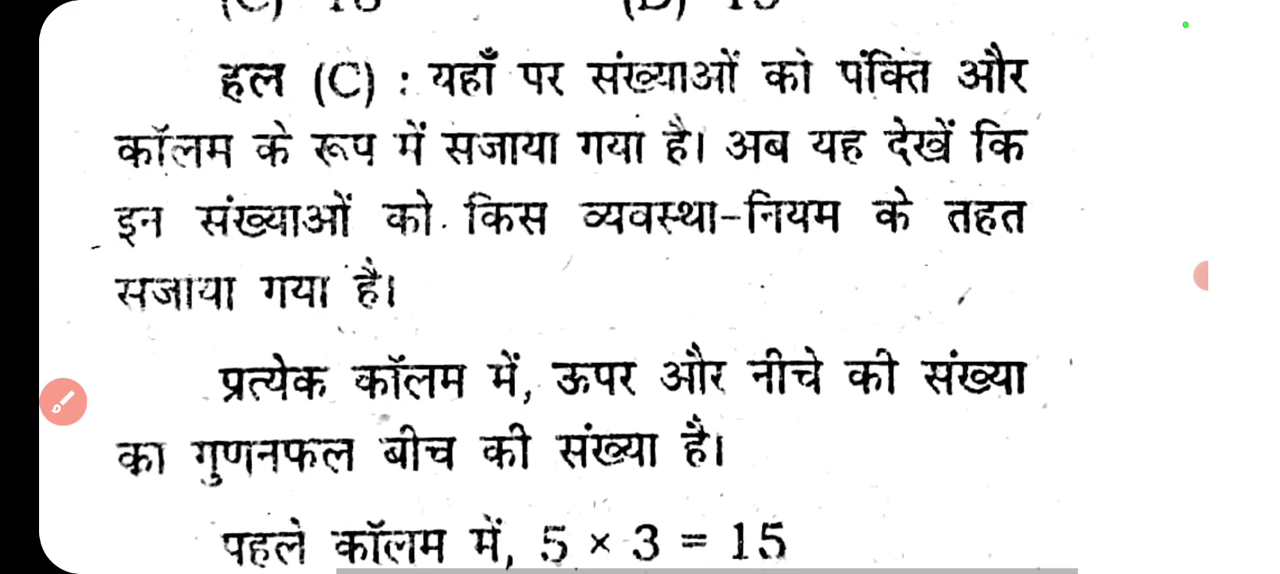 हल (C) : यहाँ पर संख्याओं को पंक्ति और
कॉलम के रूप में सजाया गया है। अब यह देखें कि
इन संख्याओं को किस व्यवस्था-नियम के तहत
सजाया गया है।
प्रत्येक कॉलम में, ऊपर और नीचे की संख्या
का गुणनफल बीच की संख्या है।
पहले कॉलम में, 5 × 3 = 15